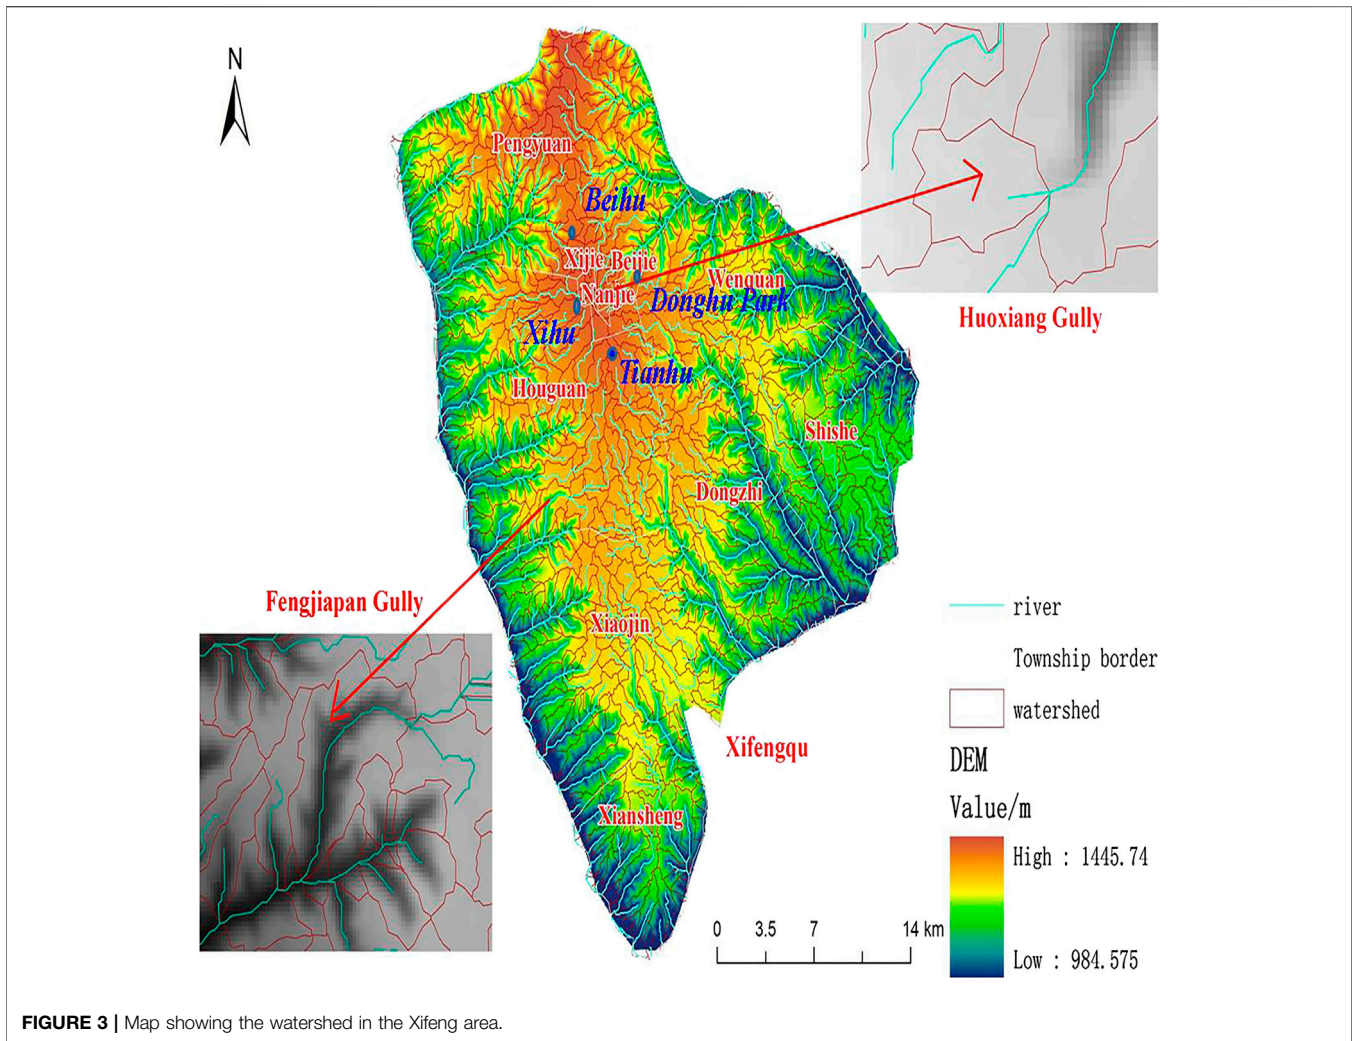 N
Pengyuan
Beihu
Xijie
Beijie
Wenquan
Nanjie
Donghu Park
Xihu
Tianhu
Houguan
Huoxiang Gully
Shishe
Dongzhi
Fengjiapan Gully
Xiaojin
Xifengqu
Xiansheng
river
Township border
watershed
DEM
Value/m
High : 1445.74
Low : 984.575
0 3.5 7 14 km
FIGURE 3 | Map showing the watershed in the Xifeng area.